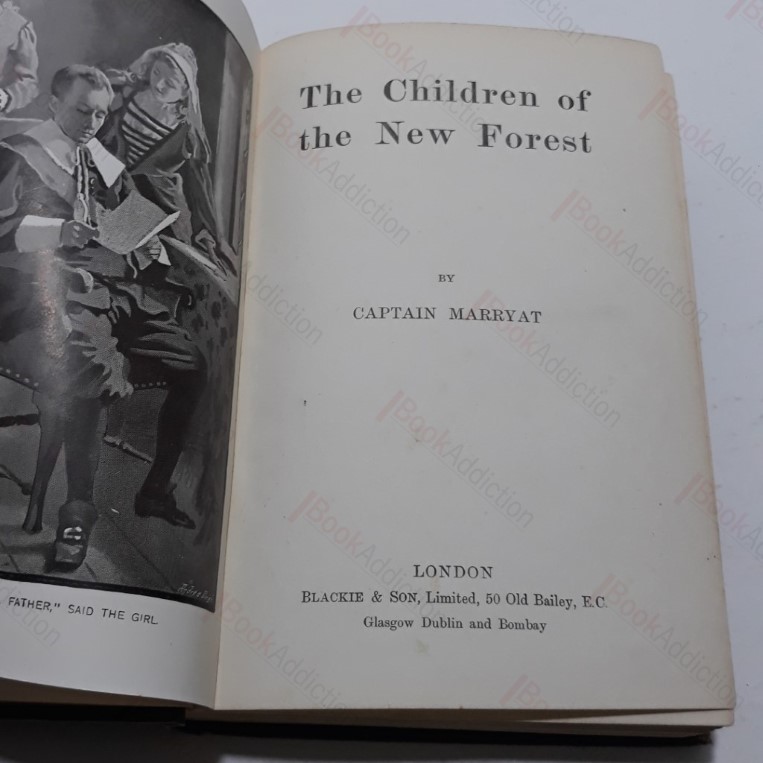 FATHER," SAID THE GIRL.
The Children of
the New Forest
BY
CAPTAIN MARRYAT
LONDON
BLACKIE & SON, Limited, 50 Old Bailey, E.C.
Glasgow Dublin and Bombay
BookAddiction